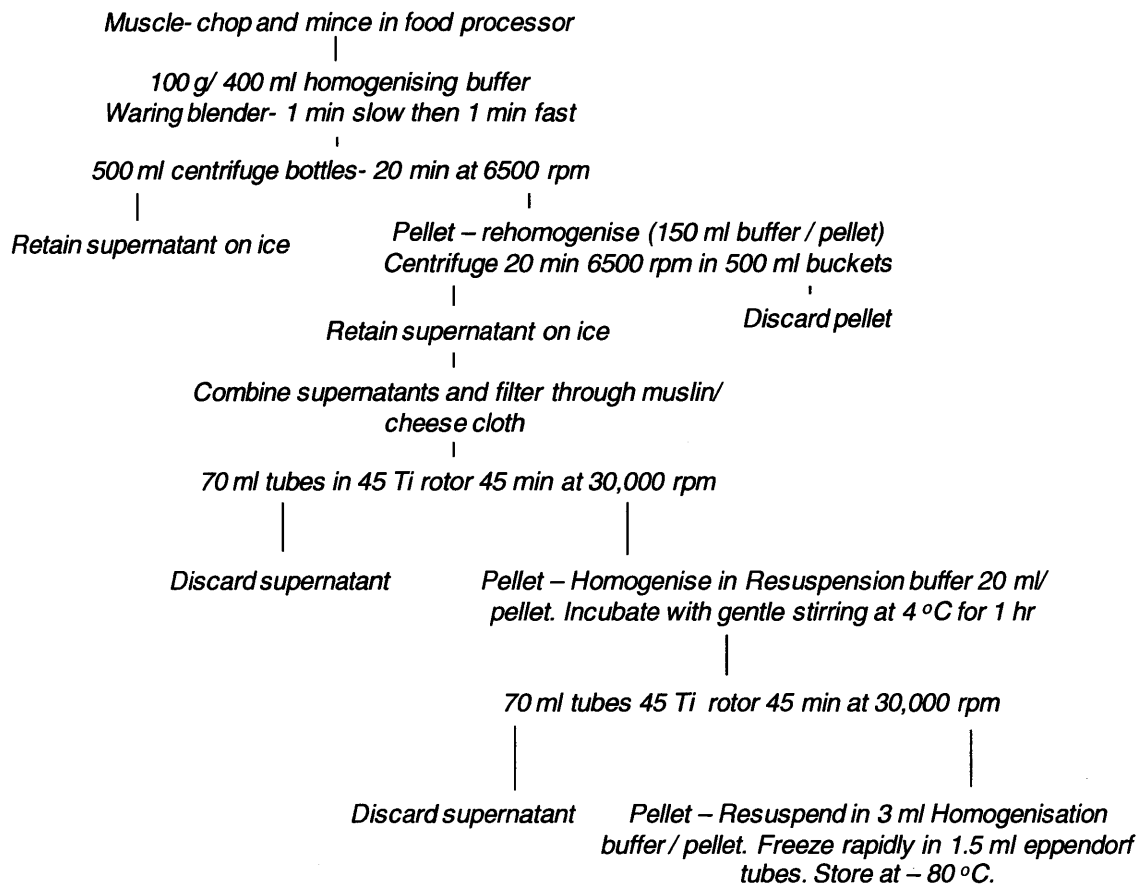 Muscle- chop and mince in food processor
100 g/ 400 ml homogenising buffer
Waring blender- 1 min slow then 1 min fast
500 ml centrifuge bottles- 20 min at 6500 rpm
Retain supernatant on ice
Pellet – rehomogenise (150 ml buffer / pellet)
Centrifuge 20 min 6500 rpm in 500 ml buckets
Discard pellet
Retain supernatant on ice
Combine supernatants and filter through muslin/
cheese cloth
70 ml tubes in 45 Ti rotor 45 min at 30,000 rpm
Discard supernatant
Pellet – Homogenise in Resuspension buffer 20 ml/
pellet. Incubate with gentle stirring at 4 ºC for 1 hr
70 ml tubes 45 Ti rotor 45 min at 30,000 rpm
Discard supernatant
Pellet – Resuspend in 3 ml Homogenisation
buffer / pellet. Freeze rapidly in 1.5 ml eppendorf
tubes. Store at – 80 ºC.